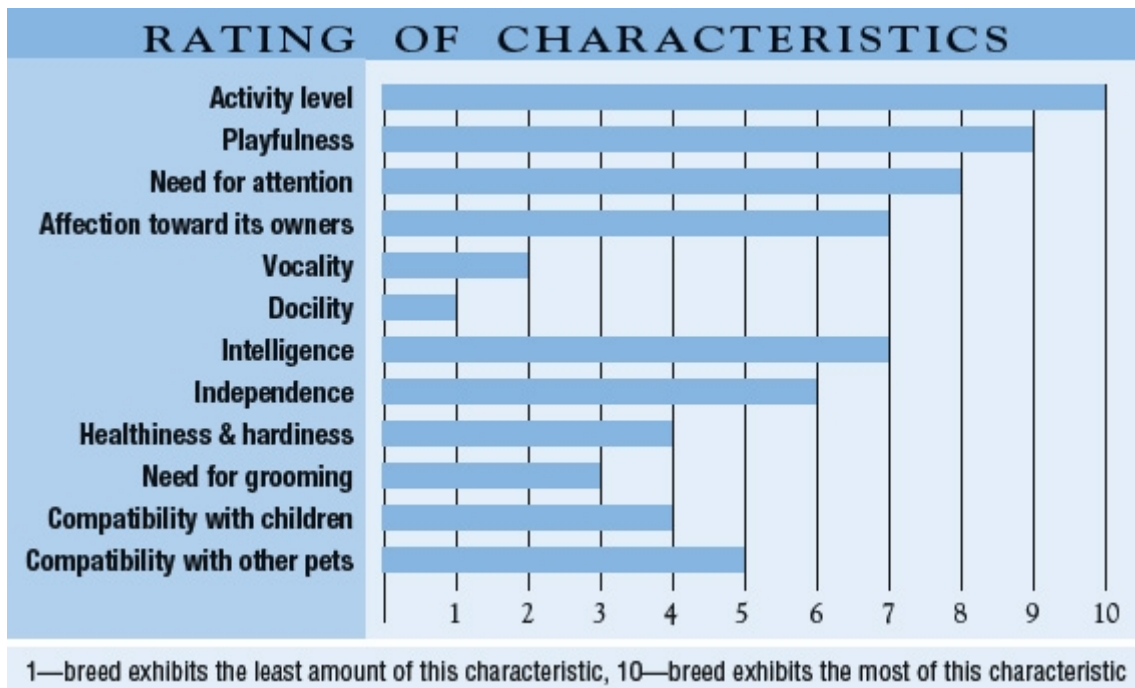 RATING OF CHARACTERISTICS
Activity level
Playfulness
Need for attention
Affection toward its owners
Vocality
Docility
Intelligence
Independence
Healthiness & hardiness
Need for grooming
Compatibility with children
Compatibility with other pets
1 2 3 4 5 6 7 8 9 10
1—breed exhibits the least amount of this characteristic, 10—breed exhibits the most of this characteristic